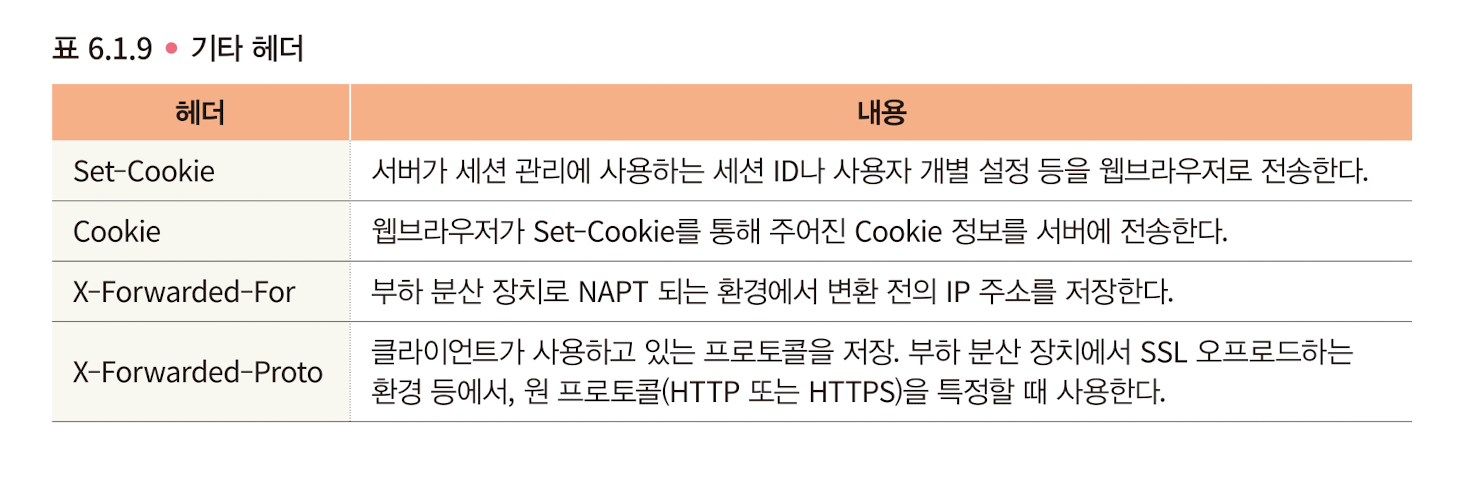 표 6.1.9 • 기타 헤더
헤더 내용
Set-Cookie 서버가 세션 관리에 사용하는 세션 ID나 사용자 개별 설정 등을 웹브라우저로 전송한다.
Cookie 웹브라우저가 Set-Cookie를 통해 주어진 Cookie 정보를 서버에 전송한다.
X-Forwarded-For 부하 분산 장치로 NAPT 되는 환경에서 변환 전의 IP 주소를 저장한다.
X-Forwarded-Proto 클라이언트가 사용하고 있는 프로토콜을 저장. 부하 분산 장치에서 SSL 오프로드하는
환경 등에서, 원 프로토콜(HTTP 또는 HTTPS)을 특정할 때 사용한다.